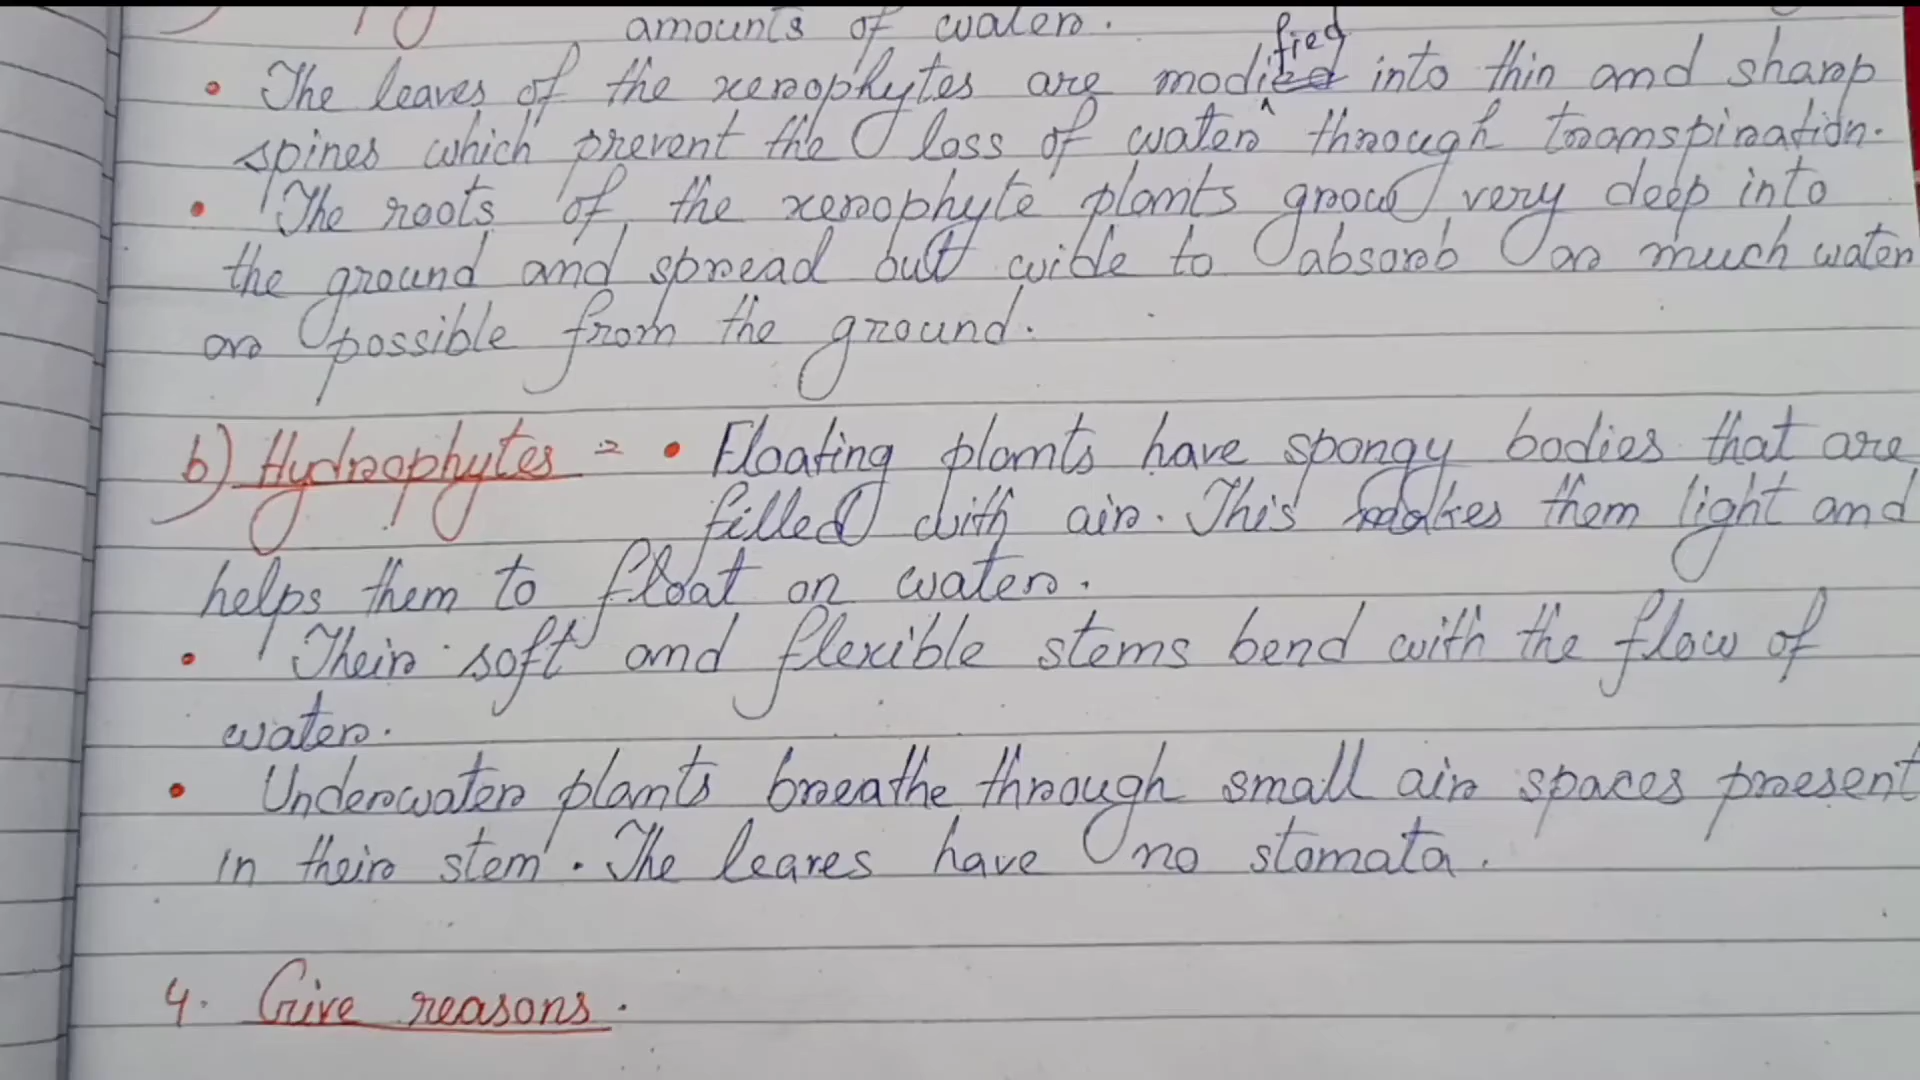 amounts of water.
• The leaves of the xerophytes are modified into thin and sharp
spines which prevent the loss of water through transpiration.
• The roots of the xerophyte plants grow very deep into
the ground and spread out wide to absorb as much water
as possible from the ground.
b) Hydrophytes = • Floating plants have spongy bodies that are
filled with air. This makes them light and
helps them to float on water.
• Their soft and flexible stems bend with the flow of
water.
• Underwater plants breathe through small air spaces present
in their stem. The leaves have no stomata.
4. Give reasons.